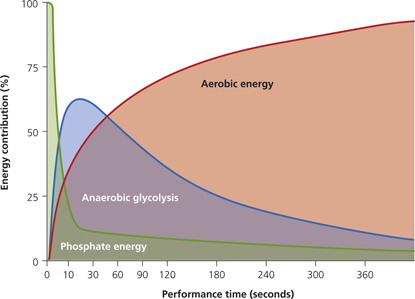 100
75
50
25
0
Energy contribution (%)
Aerobic energy
Anaerobic glycolysis
Phosphate energy
0 10 30 60 90 120 180 240 300 360
Performance time (seconds)